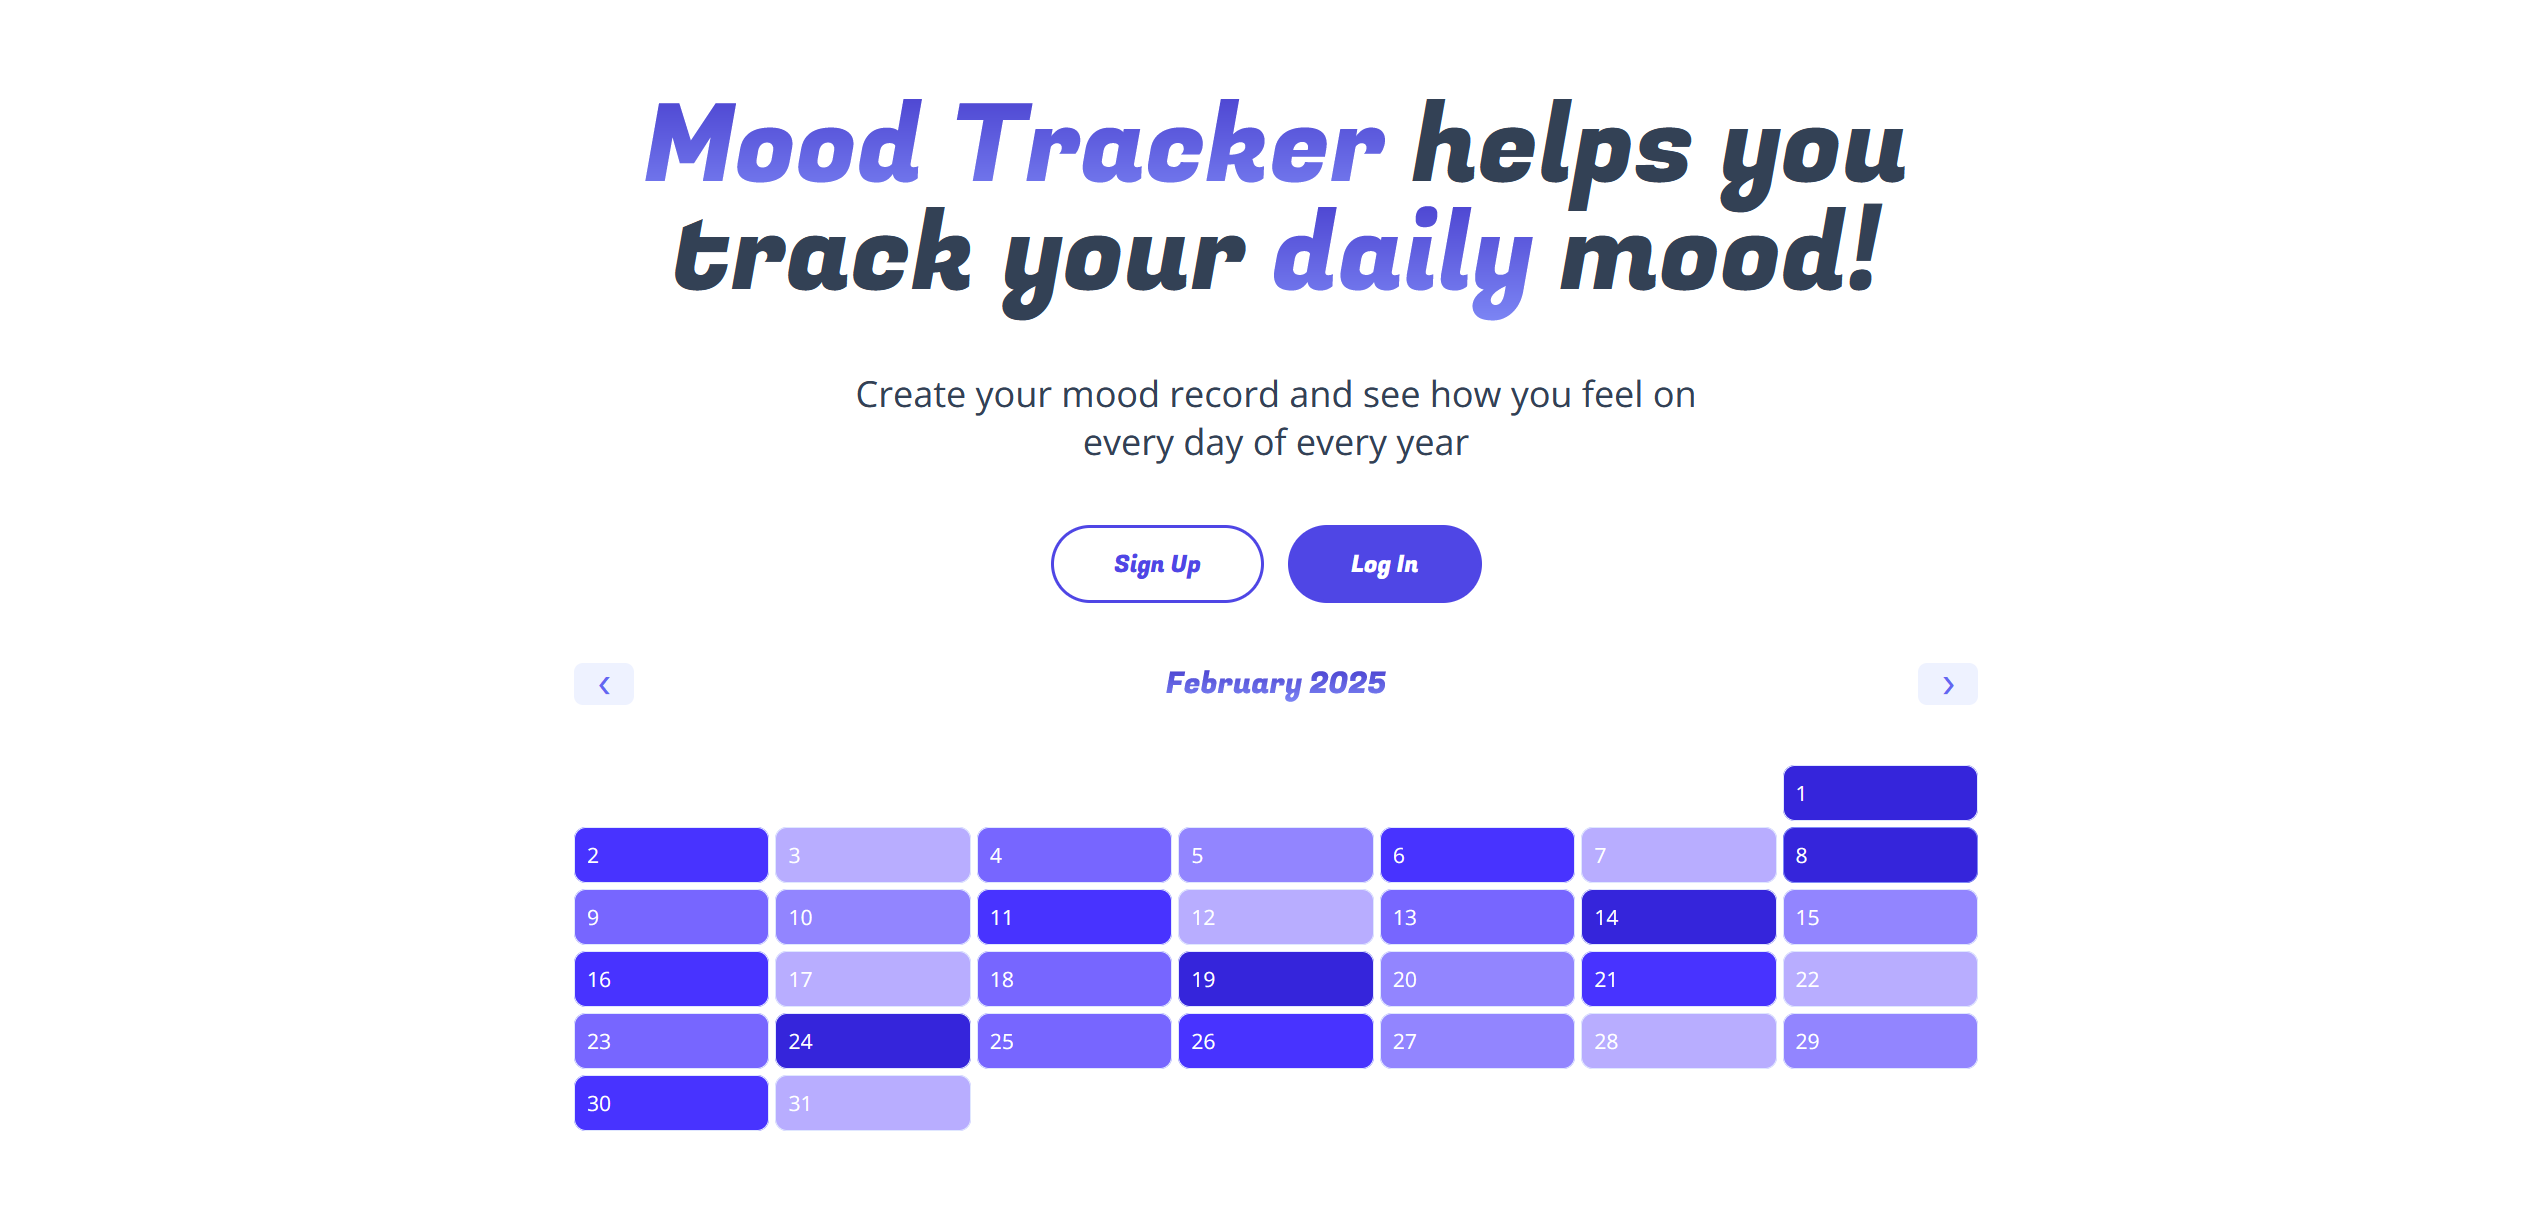 Mood Tracker helps you
track your daily mood!
Create your mood record and see how you feel on
every day of every year
Sign Up Log In
‹ February 2025 ›
1
2 3 4 5 6 7 8
9 10 11 12 13 14 15
16 17 18 19 20 21 22
23 24 25 26 27 28 29
30 31